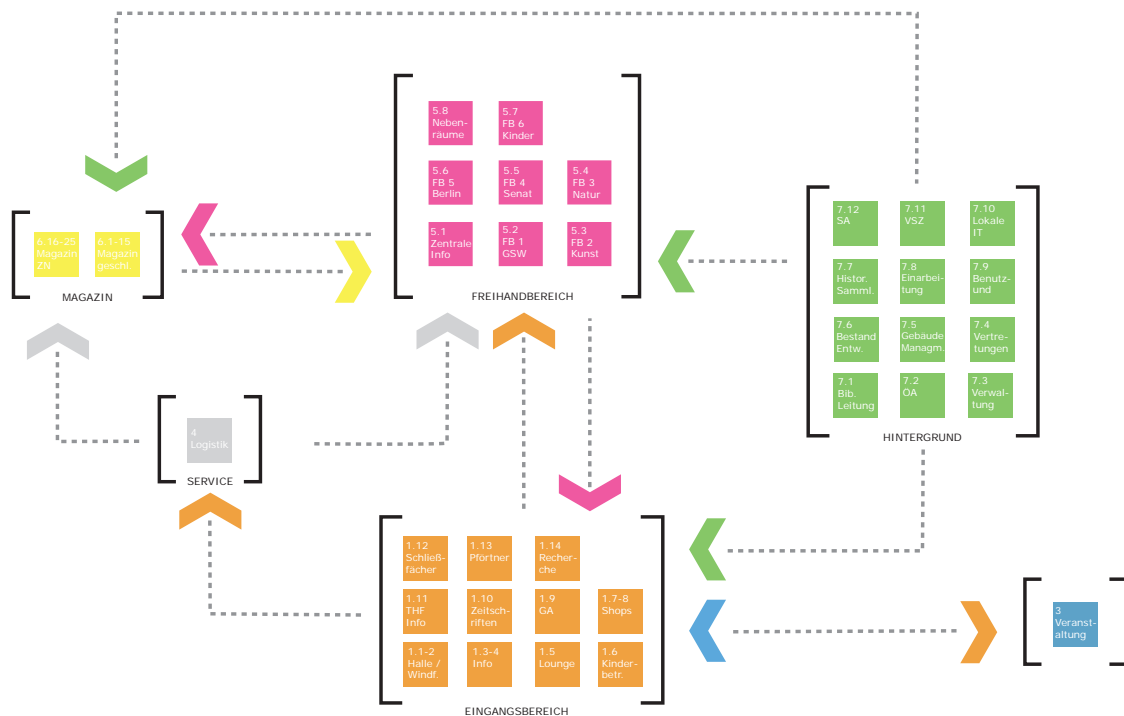 5.8
Neben-
räume
5.7
FB 6
Kinder
5.6
FB 5
Berlin
5.5
FB 4
Senat
5.4
FB 3
Natur
5.1
Zentrale
Info
5.2
FB 1
GSW
5.3
FB 2
Kunst
FREIHANDBEREICH
6.16-25
Magazin
ZN.
6.1-15
Magazin
geschl.
MAGAZIN
7.12
SA
7.11
VSZ
7.10
Lokale
IT
7.7
Histor.
Samml.
7.8
Einarbei-
tung
7.9
Benutz-
und
7.6
Bestand
Entw.
7.5
Gebäude
Managm.
7.4
Vertre-
tungen
7.1
Bib.
Leitung
7.2
ÖA
7.3
Verwal-
tung
HINTERGRUND
4
Logistik
SERVICE
1.12
Schließ-
fächer
1.13
Pförtner
1.14
Recher-
che
1.11
THF
Info
1.10
Zeitsch-
riften
1.9
GA
1.7-8
Shops
1.1-2
Halle /
Windf.
1.3-4
Info
1.5
Lounge
1.6
Kinder-
betr.
EINGANGSBEREICH
3
Veranst-
altung